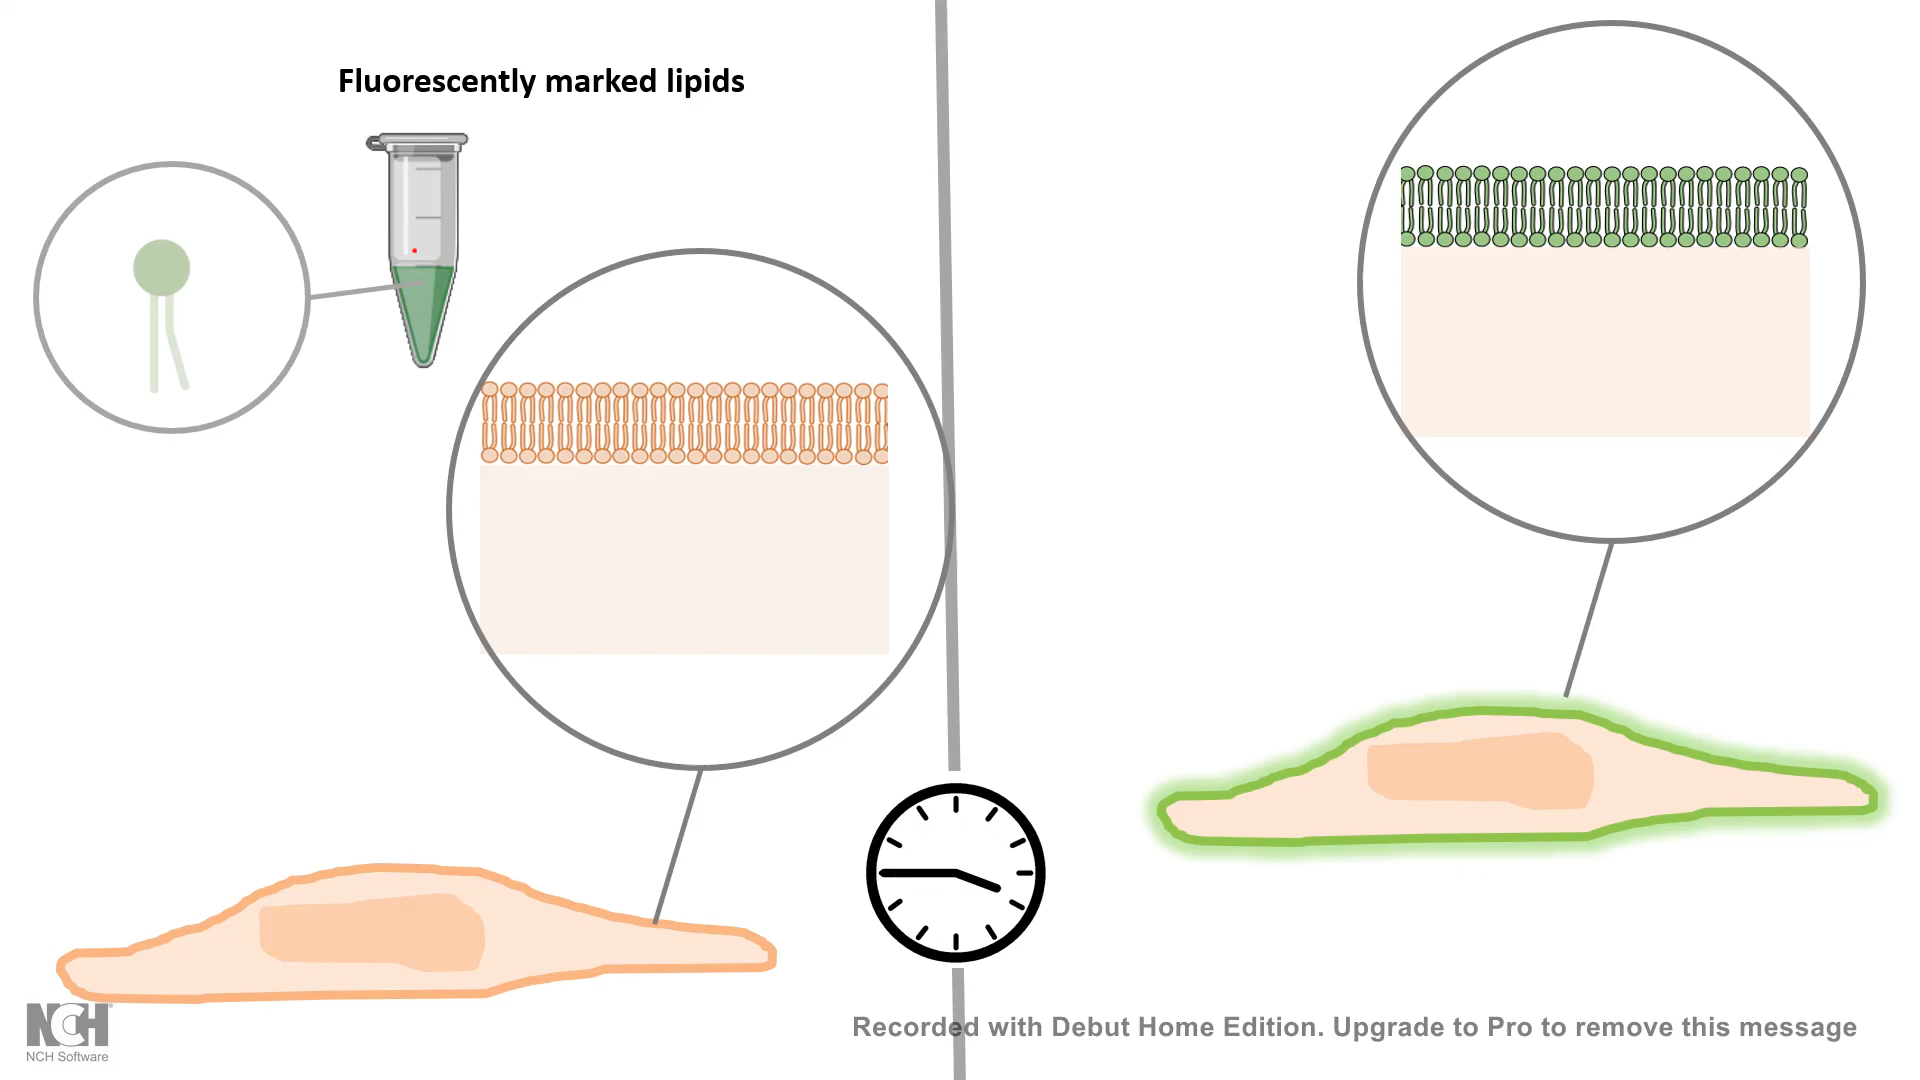 Fluorescently marked lipids
NCH
NCH Software
Recorded with Debut Home Edition. Upgrade to Pro to remove this message